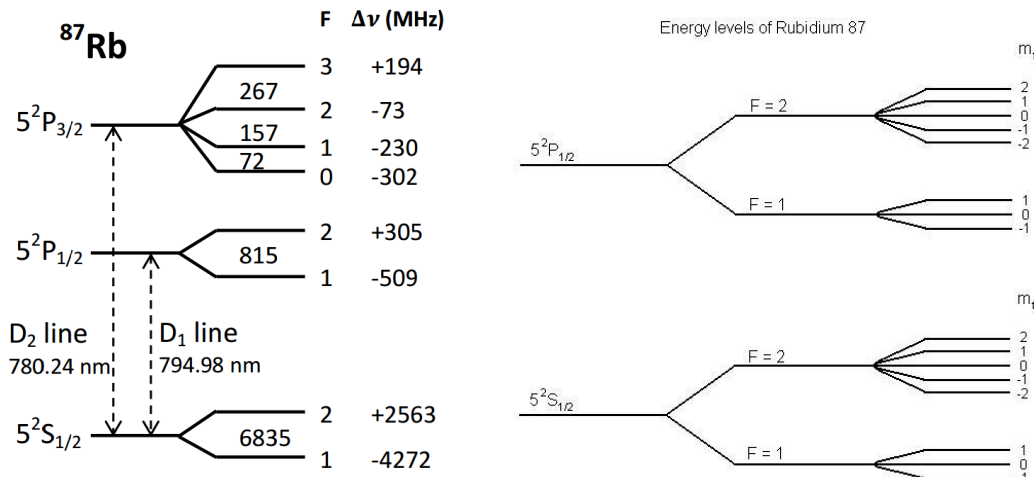 ⁸⁷Rb
F Δν (MHz)
3 +194
267
2 -73
5²P₃/₂
157
1 -230
72
0 -302
2 +305
5²P₁/₂
815
1 -509
D₂ line
780.24 nm
D₁ line
794.98 nm
2 +2563
5²S₁/₂
6835
1 -4272
Energy levels of Rubidium 87
m_f
2
1
F = 2
0
-1
-2
5²P₁/₂
1
F = 1
0
-1
m_f
2
1
F = 2
0
-1
-2
5²S₁/₂
1
F = 1
0